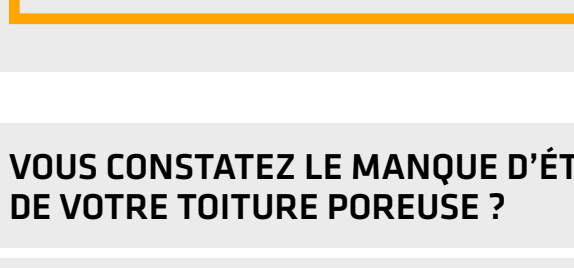 VOUS CONSTATEZ LE MANQUE D’ÉT
DE VOTRE TOITURE POREUSE ?